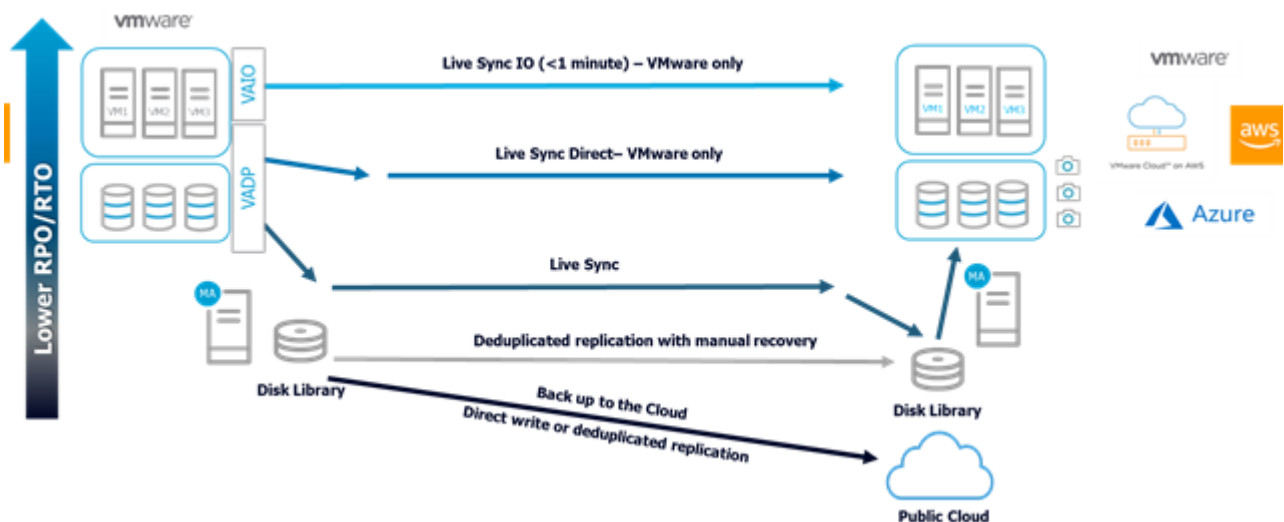 vmware®
Lower RPO/RTO
VM1 VM2 VM3
VAIO
VADP
Live Sync IO (<1 minute) – VMware only
Live Sync Direct– VMware only
Live Sync
MA
Disk Library
Deduplicated replication with manual recovery
Back up to the Cloud
Direct write or deduplicated replication
VM1 VM2 VM3
MA
Disk Library
Public Cloud
vmware®
VMware Cloud™ on AWS
aws
Azure